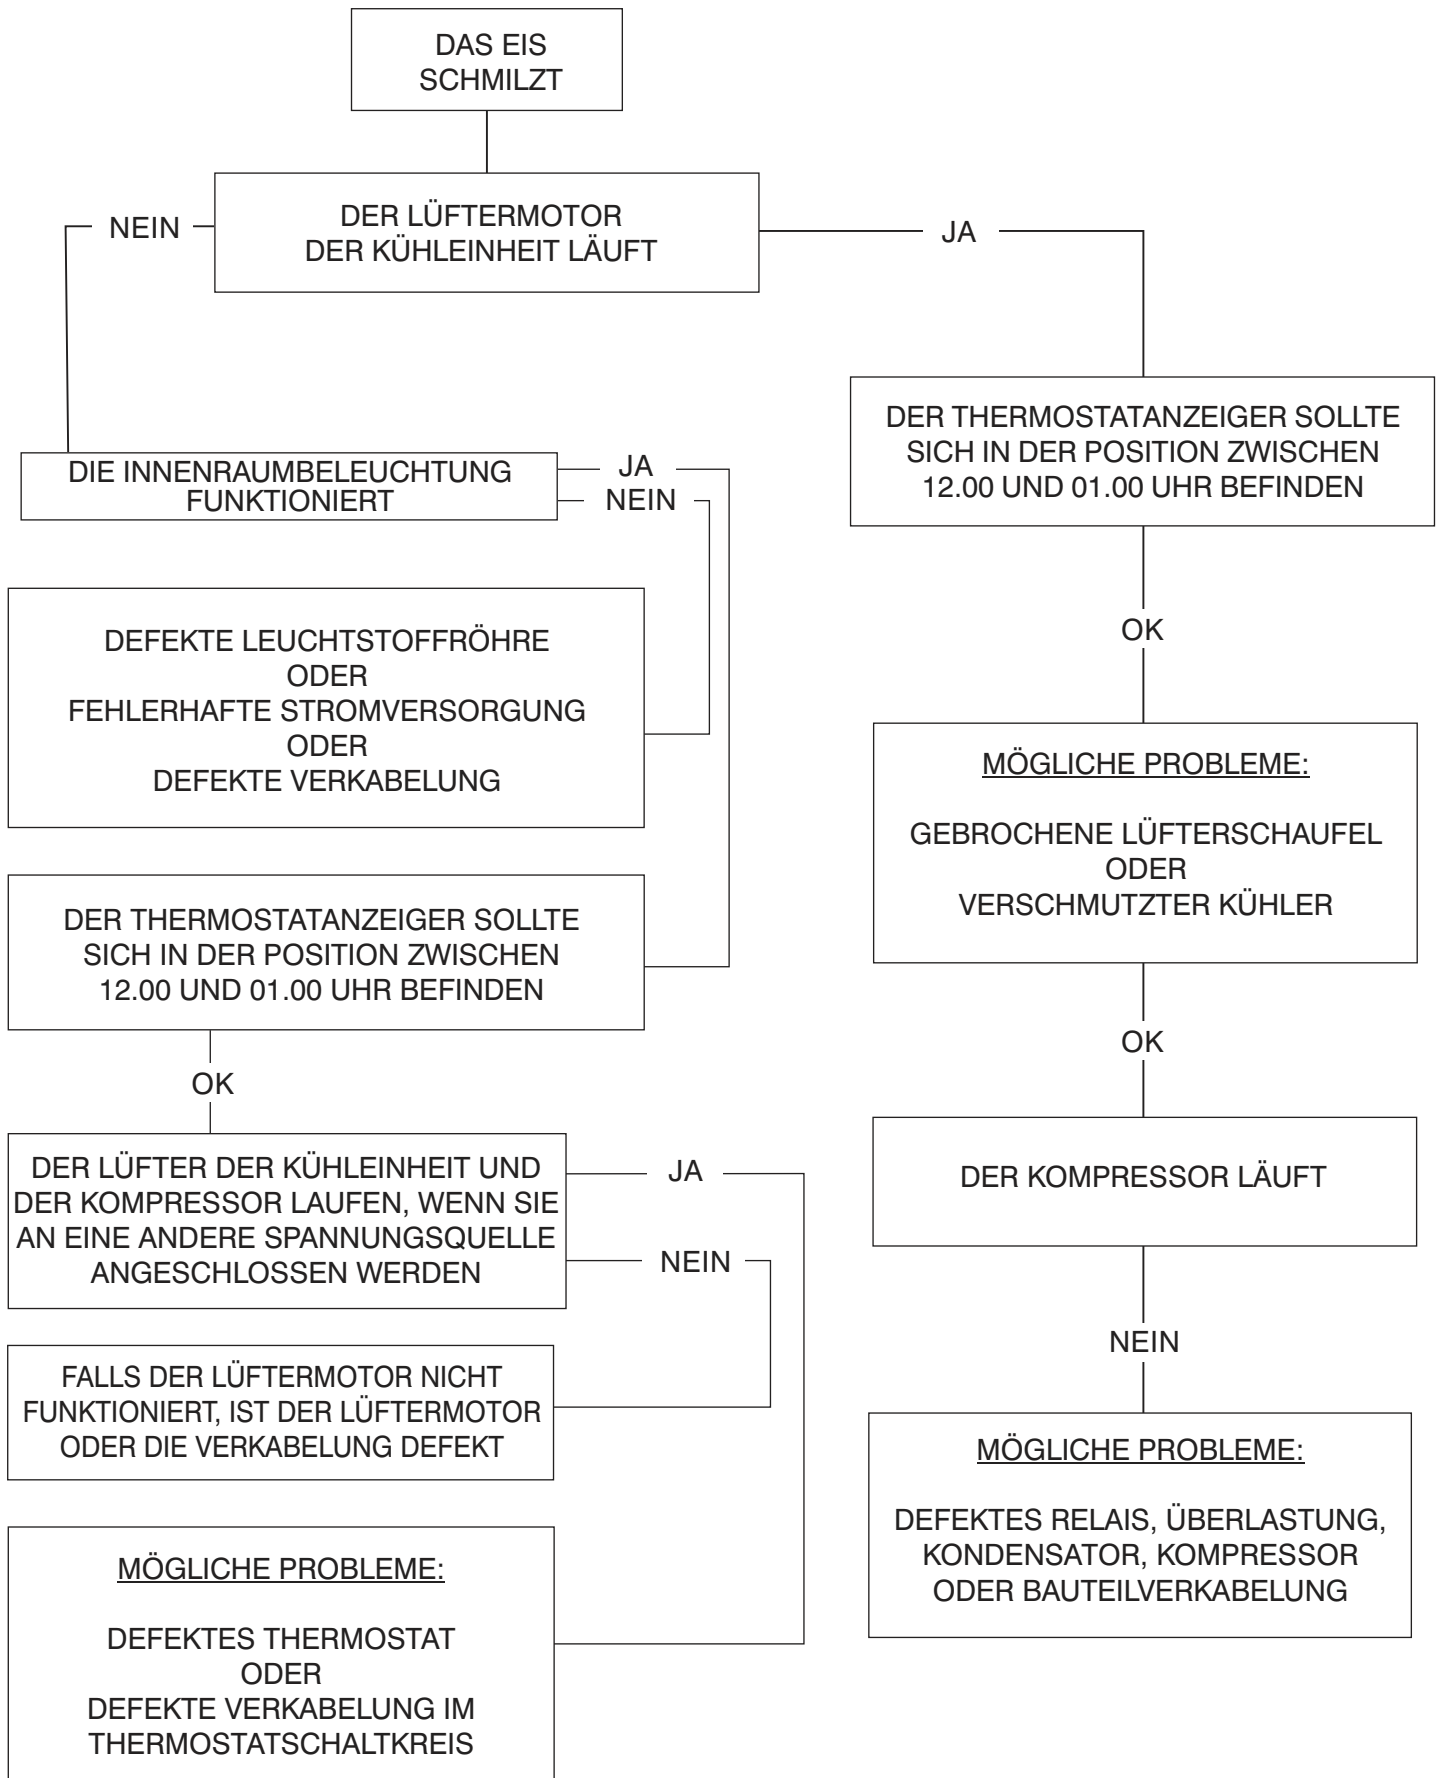 DAS EIS
SCHMILZT
DER LÜFTERMOTOR
DER KÜHLEINHEIT LÄUFT
NEIN
JA
DIE INNENRAUMBELEUCHTUNG
FUNKTIONIERT
JA
NEIN
DEFEKTE LEUCHTSTOFFRÖHRE
ODER
FEHLERHAFTE STROMVERSORGUNG
ODER
DEFEKTE VERKABELUNG
DER THERMOSTATANZEIGER SOLLTE
SICH IN DER POSITION ZWISCHEN
12.00 UND 01.00 UHR BEFINDEN
OK
DER LÜFTER DER KÜHLEINHEIT UND
DER KOMPRESSOR LAUFEN, WENN SIE
AN EINE ANDERE SPANNUNGSQUELLE
ANGESCHLOSSEN WERDEN
JA
NEIN
FALLS DER LÜFTERMOTOR NICHT
FUNKTIONIERT, IST DER LÜFTERMOTOR
ODER DIE VERKABELUNG DEFEKT
MÖGLICHE PROBLEME:
DEFEKTES THERMOSTAT
ODER
DEFEKTE VERKABELUNG IM
THERMOSTATSCHALTKREIS
DER THERMOSTATANZEIGER SOLLTE
SICH IN DER POSITION ZWISCHEN
12.00 UND 01.00 UHR BEFINDEN
OK
MÖGLICHE PROBLEME:
GEBROCHENE LÜFTERSCHAUFEL
ODER
VERSCHMUTZTER KÜHLER
OK
DER KOMPRESSOR LÄUFT
NEIN
MÖGLICHE PROBLEME:
DEFEKTES RELAIS, ÜBERLASTUNG,
KONDENSATOR, KOMPRESSOR
ODER BAUTEILVERKABELUNG